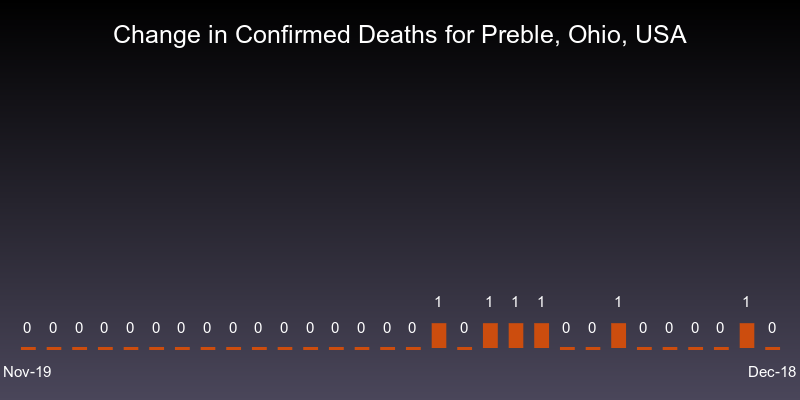 Change in Confirmed Deaths for Preble, Ohio, USA
1 1 1 1 1 1
0 0 0 0 0 0 0 0 0 0 0 0 0 0 0 0 0 0 0 0 0 0 0 0
Nov-19 Dec-18